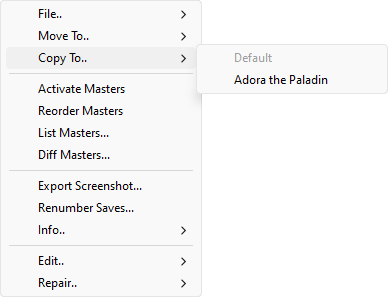 File..
Move To..
Copy To..
Default
Adora the Paladin
Activate Masters
Reorder Masters
List Masters...
Diff Masters...
Export Screenshot...
Renumber Saves...
Info..
Edit..
Repair..